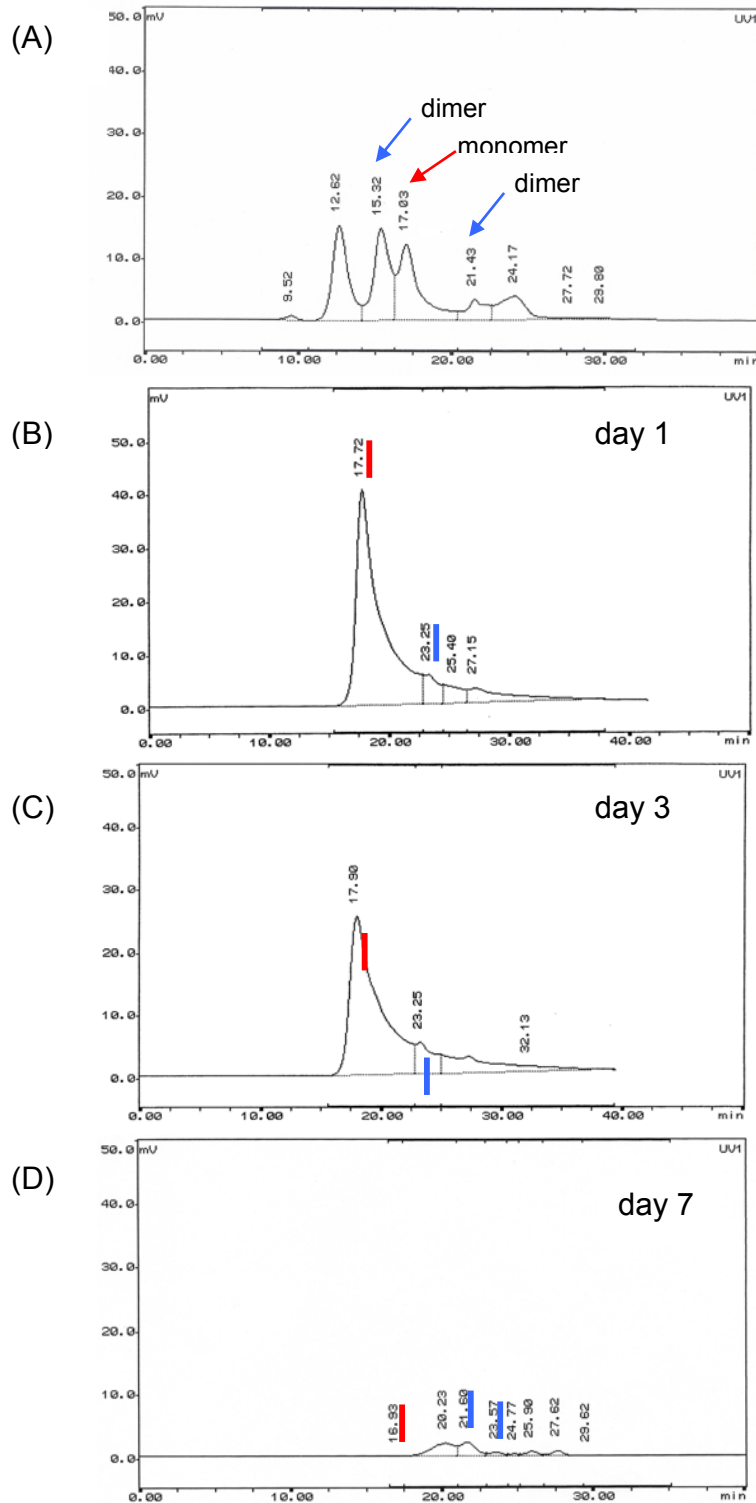 (A)
50.0 mV UV1
40.0
30.0
20.0
10.0
0.0
dimer
monomer
dimer
9.52
12.62
15.32
17.03
21.43
24.17
27.72
29.80
0.00 10.00 20.00 30.00 min
(B)
mV UV1
day 1
50.0
40.0
30.0
20.0
10.0
0.0
17.72
23.25
25.40
27.15
0.00 10.00 20.00 30.00 40.00 min
(C)
50.0 mV UV1
day 3
40.0
30.0
20.0
10.0
0.0
17.90
23.25
32.13
0.00 10.00 20.00 30.00 40.00 min
(D)
50.0 mV UV1
day 7
40.0
30.0
20.0
10.0
0.0
16.93
20.23
21.60
23.57
24.77
25.90
27.62
29.62
0.00 10.00 20.00 30.00 min